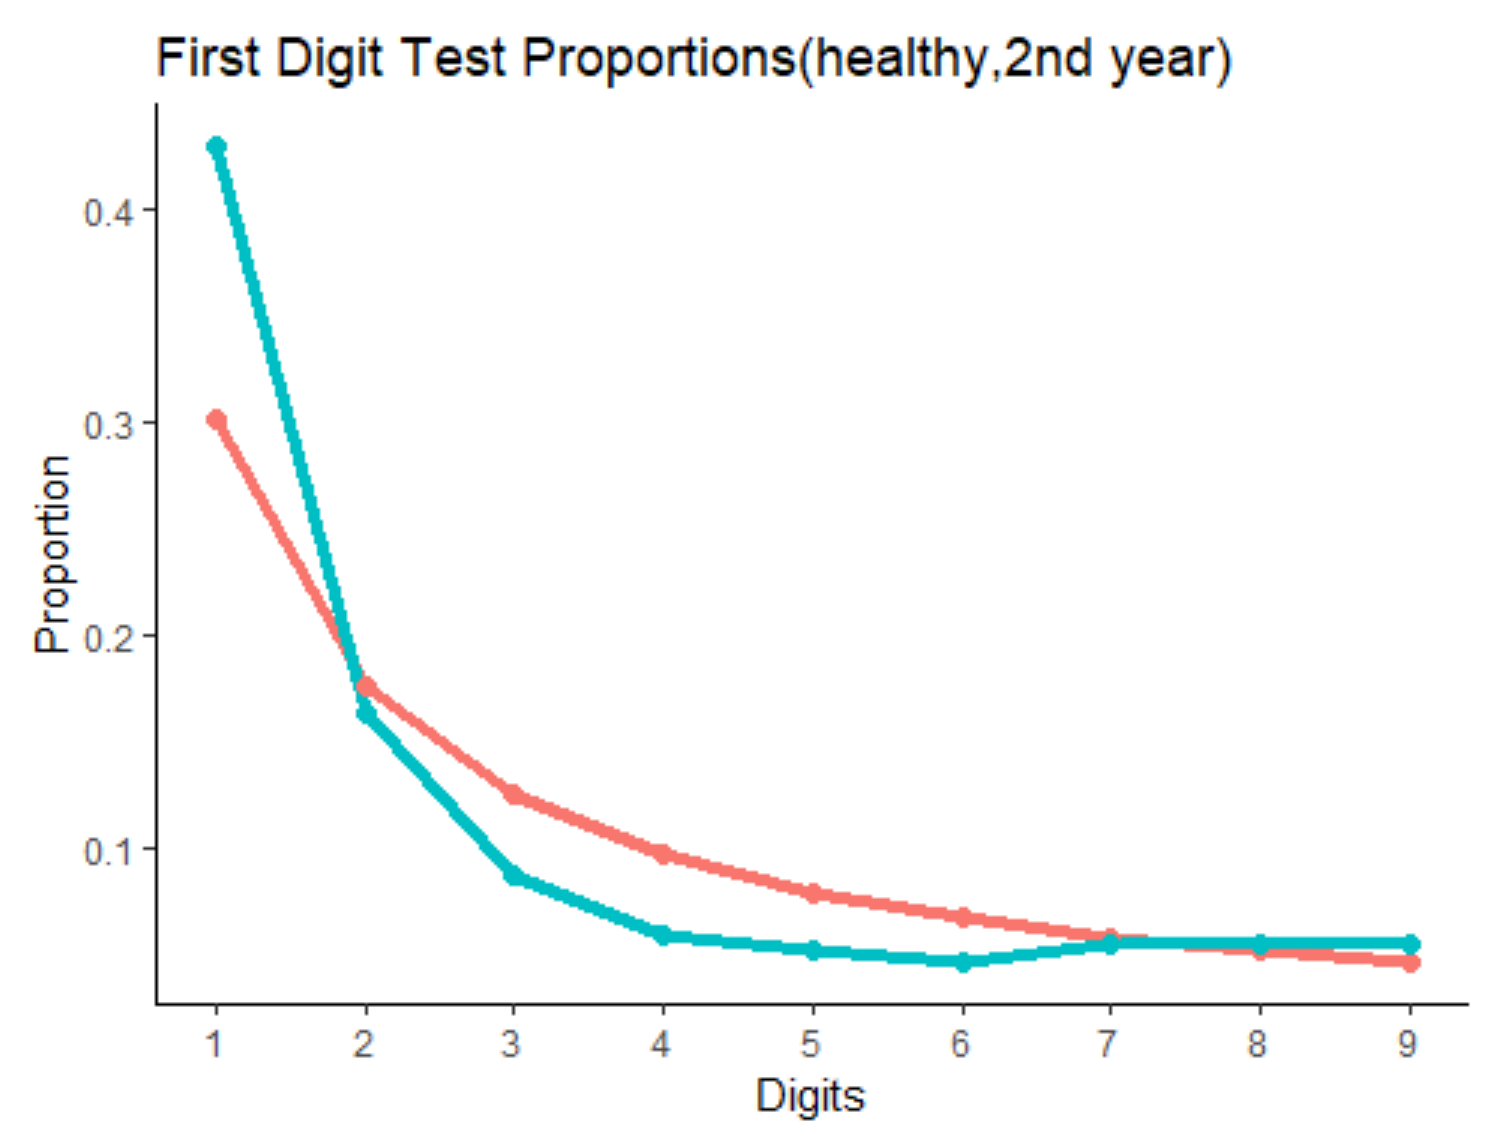 First Digit Test Proportions(healthy,2nd year)
Proportion
0.4
0.3
0.2
0.1
1 2 3 4 5 6 7 8 9
Digits